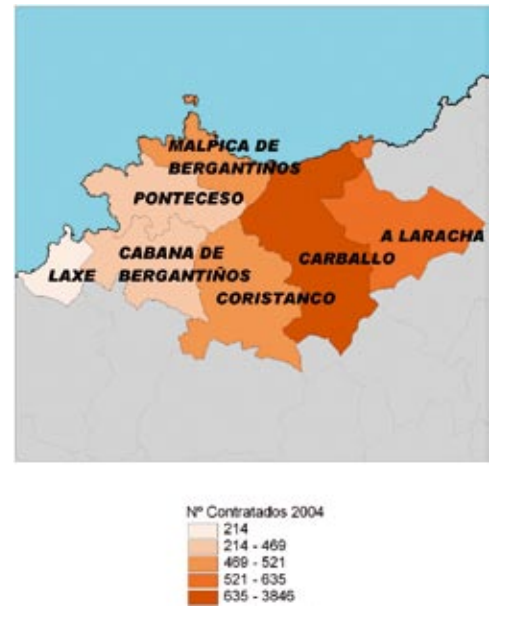 MALPICA DE
BERGANTIÑOS
PONTECESO
A LARACHA
CABANA DE
BERGANTIÑOS
CARBALLO
LAXE
CORISTANCO
Nº Contratados 2004
214
214 - 469
469 - 521
521 - 635
635 - 3846